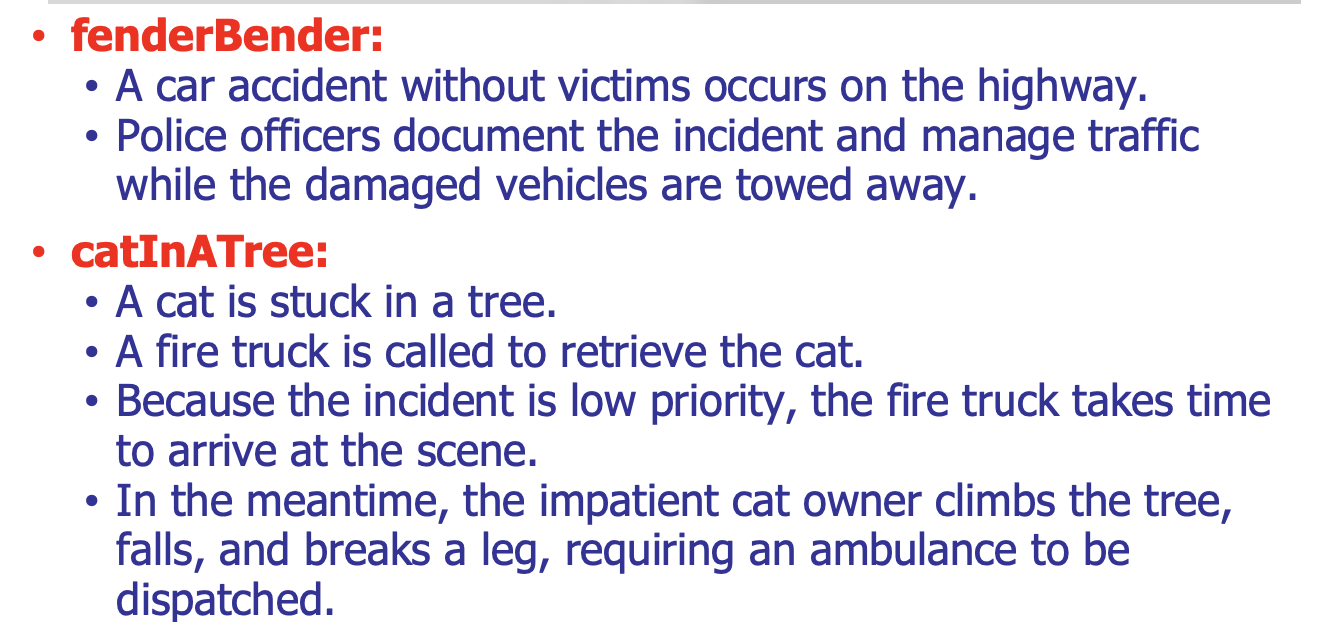 • fenderBender:
• A car accident without victims occurs on the highway.
• Police officers document the incident and manage traffic
while the damaged vehicles are towed away.
• catInATree:
• A cat is stuck in a tree.
• A fire truck is called to retrieve the cat.
• Because the incident is low priority, the fire truck takes time
to arrive at the scene.
• In the meantime, the impatient cat owner climbs the tree,
falls, and breaks a leg, requiring an ambulance to be
dispatched.